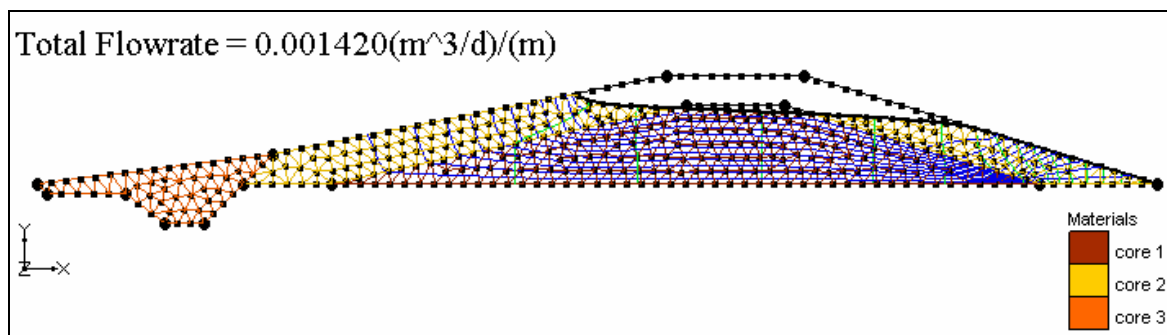 Total Flowrate = 0.001420(m^3/d)/(m)
Y
Z
X
Materials
core 1
core 2
core 3